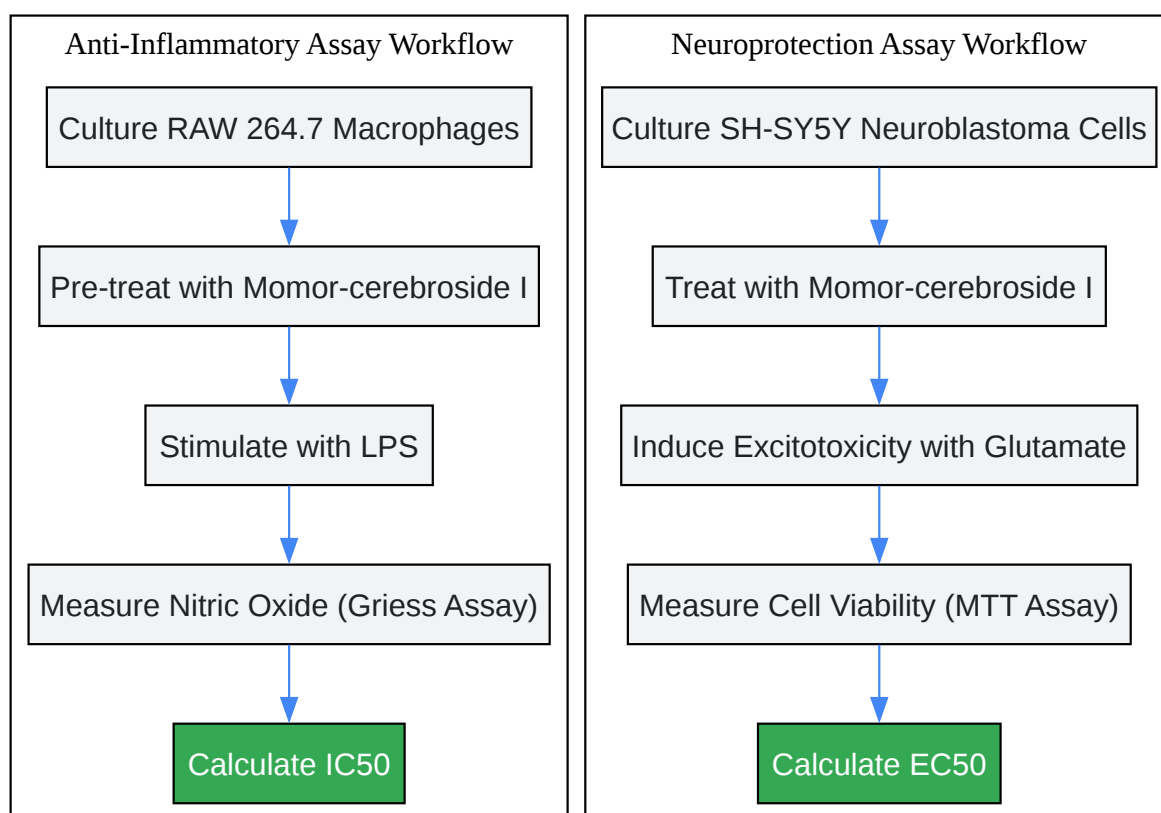 Anti-Inflammatory Assay Workflow
Culture RAW 264.7 Macrophages
Pre-treat with Momor-cerebroside I
Stimulate with LPS
Measure Nitric Oxide (Griess Assay)
Calculate IC50
Neuroprotection Assay Workflow
Culture SH-SY5Y Neuroblastoma Cells
Treat with Momor-cerebroside I
Induce Excitotoxicity with Glutamate
Measure Cell Viability (MTT Assay)
Calculate EC50